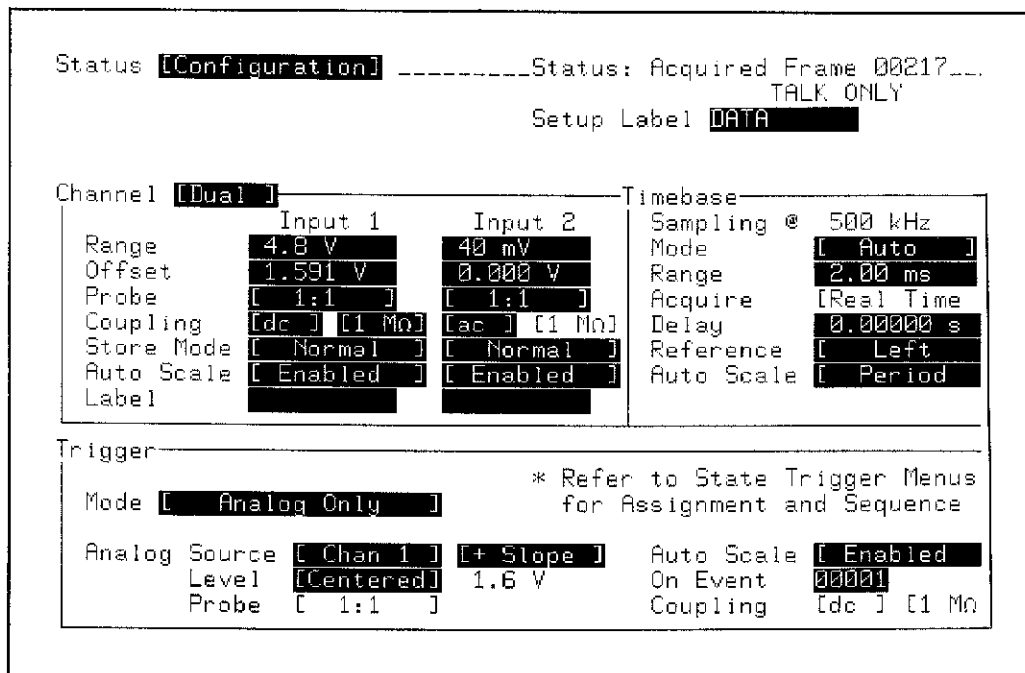 Status [Configuration] __________Status: Acquired Frame 00217__.
TALK ONLY
Setup Label DATA
Channel [Dual ] Timebase
Input 1 Input 2 Sampling @ 500 kHz
Range 4.8 V 40 mV Mode [ Auto ]
Offset 1.591 V 0.000 V Range 2.00 ms
Probe [ 1:1 ] [ 1:1 ] Acquire [Real Time
Coupling [dc ] [1 MΩ] [ac ] [1 MΩ] Delay 0.00000 s
Store Mode [ Normal ] [ Normal ] Reference [ Left
Auto Scale [ Enabled ] [ Enabled ] Auto Scale [ Period
Label
Trigger
* Refer to State Trigger Menus
Mode [ Analog Only ] for Assignment and Sequence
Analog Source [ Chan 1 ] [+ Slope ] Auto Scale [ Enabled
Level [Centered] 1.6 V On Event 00001
Probe [ 1:1 ] Coupling [dc ] [1 MΩ